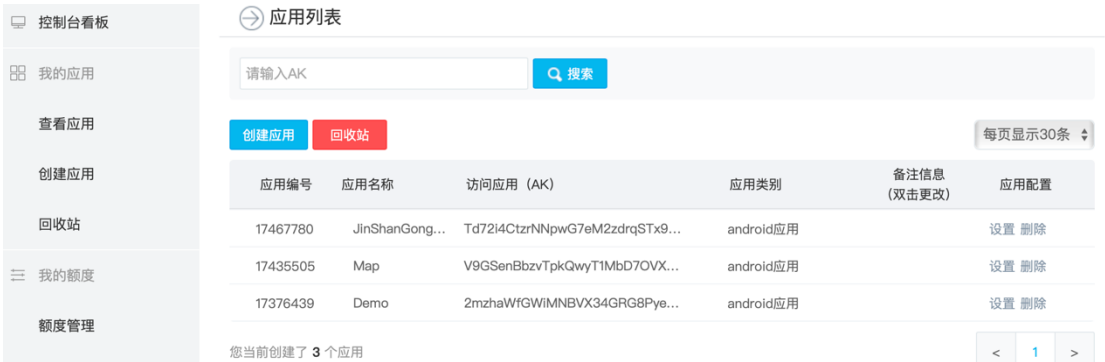 控制台看板
我的应用
查看应用
创建应用
回收站
我的额度
额度管理
应用列表
请输入AK
搜索
创建应用 回收站 每页显示30条
应用编号 应用名称 访问应用（AK） 应用类别 备注信息 (双击更改) 应用配置
17467780 JinShanGong... Td72i4CtzrNNpwG7eM2zdrqSTx9... android应用 设置 删除
17435505 Map V9GSenBbzvTpkQwyT1MbD7OVX... android应用 设置 删除
17376439 Demo 2mzhaWfGWiMNBVX34GRG8Pye... android应用 设置 删除
您当前创建了 3 个应用 < 1 >